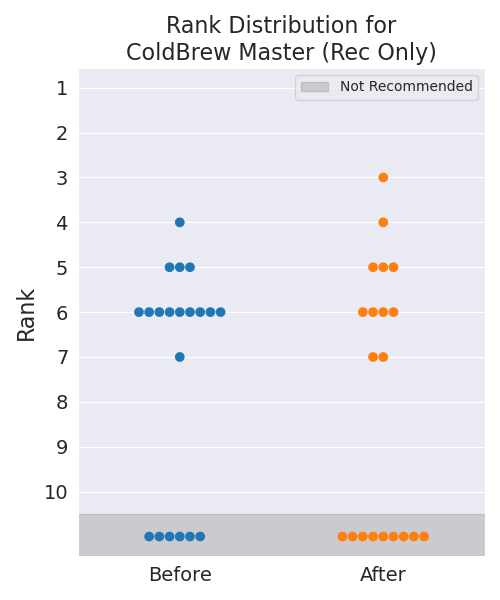 Rank Distribution for
ColdBrew Master (Rec Only)
Not Recommended
Rank
1
2
3
4
5
6
7
8
9
10
Before
After